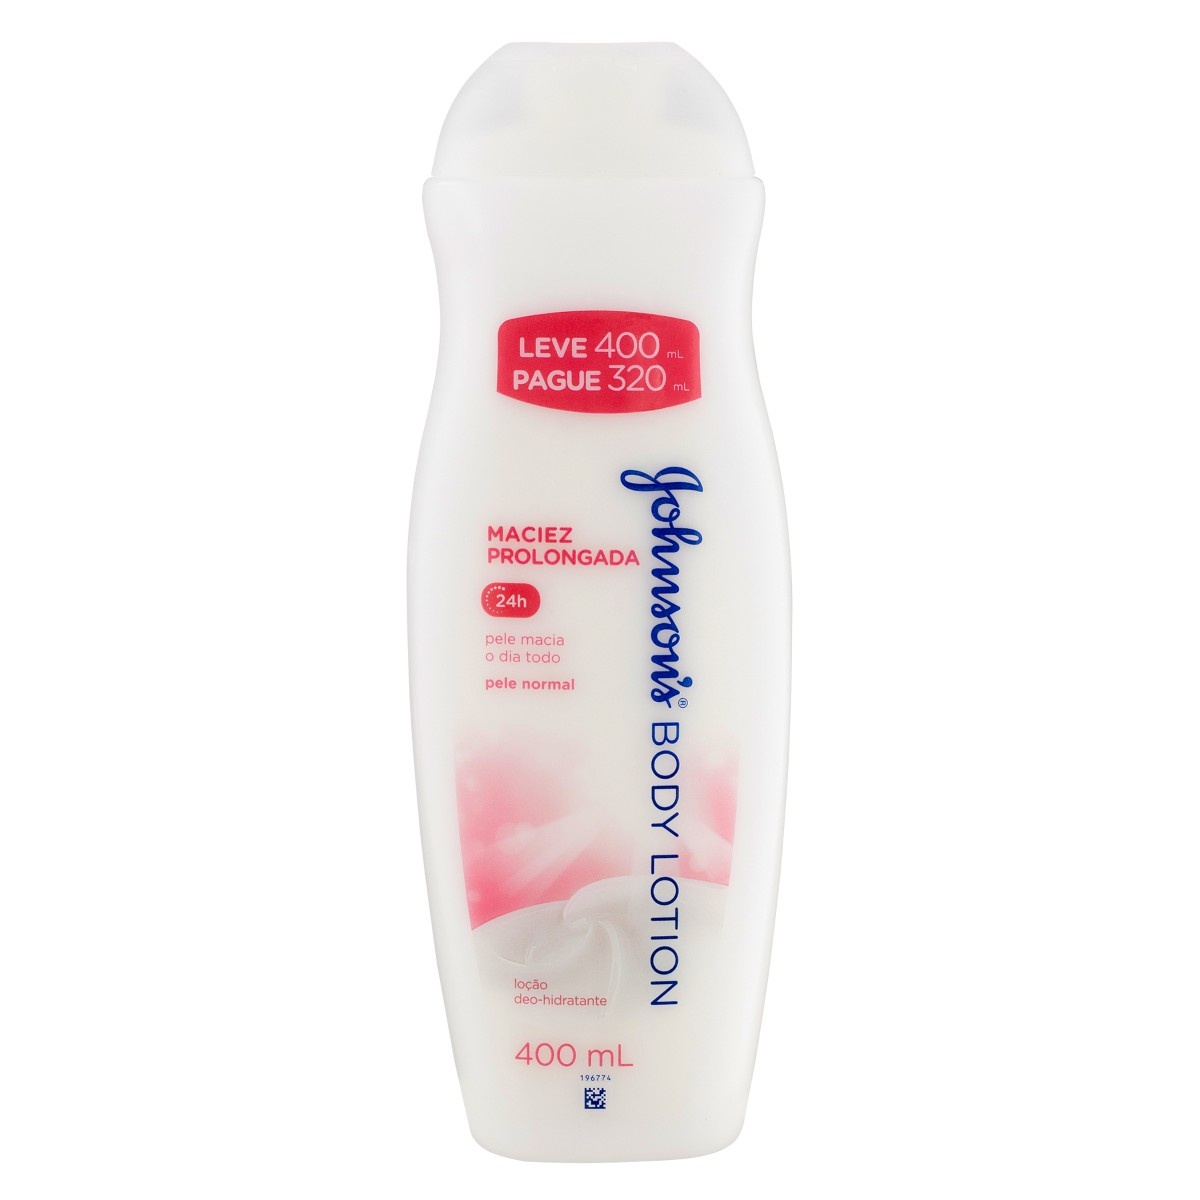 LEVE 400 mL
PAGUE 320 mL
Johnson's® BODY LOTION
MACIEZ
PROLONGADA
24h
pele macia
o dia todo
pele normal
loção
deo-hidratante
400 mL
196774